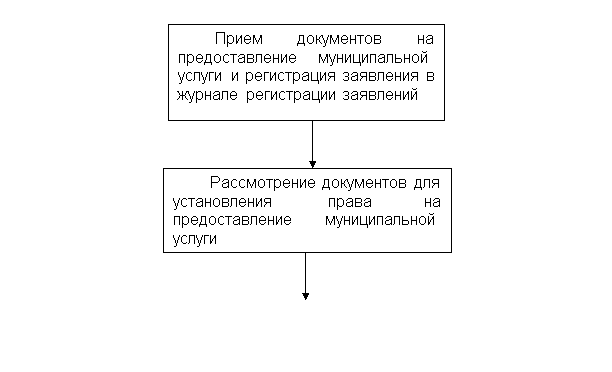 Прием документов на
предоставление муниципальной
услуги и регистрация заявления в
журнале регистрации заявлений
Рассмотрение документов для
установления права на
предоставление муниципальной
услуги